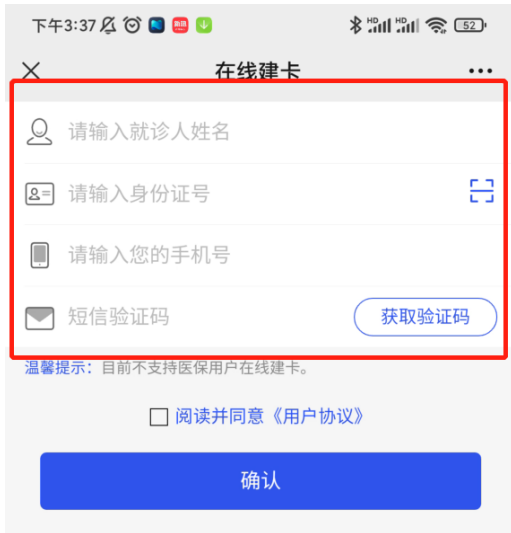 下午3:37 HD HD 52
在线建卡
请输入就诊人姓名
请输入身份证号
请输入您的手机号
短信验证码 获取验证码
温馨提示：目前不支持医保用户在线建卡。
阅读并同意《用户协议》
确认